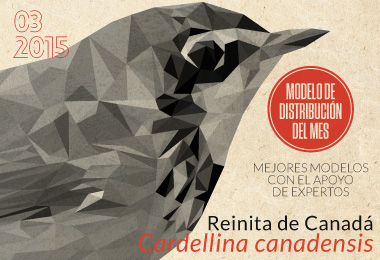 03
2015
MODELO DE
DISTRIBUCIÓN
DEL MES
MEJORES MODELOS
CON EL APOYO
DE EXPERTOS
Reinita de Canadá
Cardellina canadensis